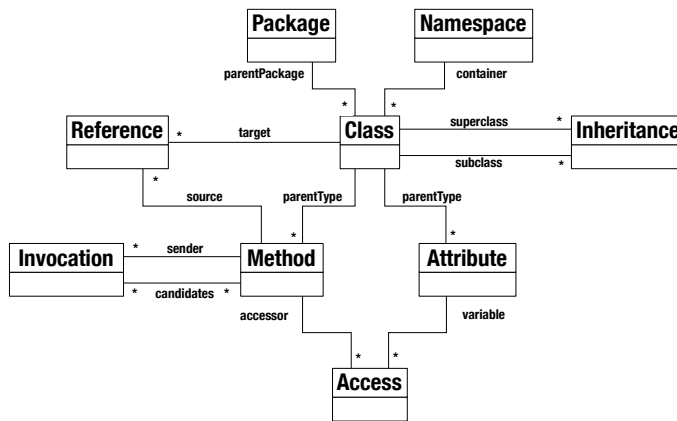 Package
Namespace
parentPackage
container
*
*
Reference
Class
superclass
*
Inheritance
*
target
subclass
*
*
source
parentType
parentType
*
*
Invocation
*
sender
Method
Attribute
*
candidates
*
accessor
variable
*
*
Access